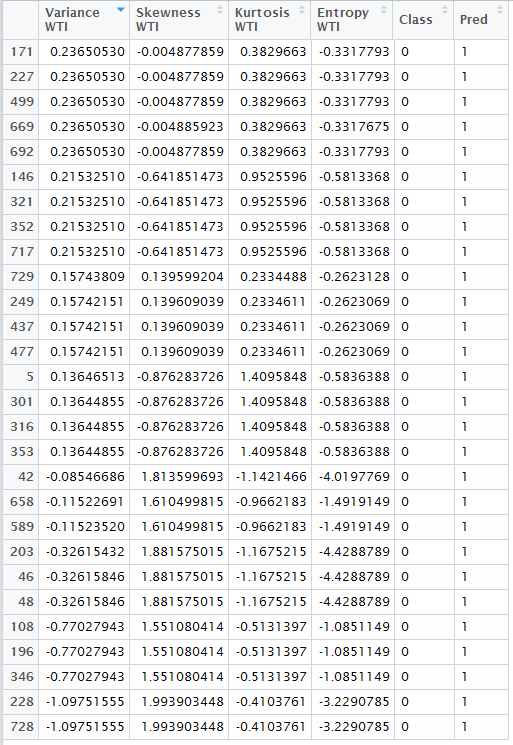 Variance WTI Skewness WTI Kurtosis WTI Entropy WTI Class Pred
171 0.23650530 -0.004877859 0.3829663 -0.3317793 0 1
227 0.23650530 -0.004877859 0.3829663 -0.3317793 0 1
499 0.23650530 -0.004877859 0.3829663 -0.3317793 0 1
669 0.23650530 -0.004885923 0.3829663 -0.3317675 0 1
692 0.23650530 -0.004877859 0.3829663 -0.3317793 0 1
146 0.21532510 -0.641851473 0.9525596 -0.5813368 0 1
321 0.21532510 -0.641851473 0.9525596 -0.5813368 0 1
352 0.21532510 -0.641851473 0.9525596 -0.5813368 0 1
717 0.21532510 -0.641851473 0.9525596 -0.5813368 0 1
729 0.15743809 0.139599204 0.2334488 -0.2623128 0 1
249 0.15742151 0.139609039 0.2334611 -0.2623069 0 1
437 0.15742151 0.139609039 0.2334611 -0.2623069 0 1
477 0.15742151 0.139609039 0.2334611 -0.2623069 0 1
5 0.13646513 -0.876283726 1.4095848 -0.5836388 0 1
301 0.13644855 -0.876283726 1.4095848 -0.5836388 0 1
316 0.13644855 -0.876283726 1.4095848 -0.5836388 0 1
353 0.13644855 -0.876283726 1.4095848 -0.5836388 0 1
42 -0.08546686 1.813599693 -1.1421466 -4.0197769 0 1
658 -0.11522691 1.610499815 -0.9662183 -1.4919149 0 1
589 -0.11523520 1.610499815 -0.9662183 -1.4919149 0 1
203 -0.32615432 1.881575015 -1.1675215 -4.4288789 0 1
46 -0.32615846 1.881575015 -1.1675215 -4.4288789 0 1
48 -0.32615846 1.881575015 -1.1675215 -4.4288789 0 1
108 -0.77027943 1.551080414 -0.5131397 -1.0851149 0 1
196 -0.77027943 1.551080414 -0.5131397 -1.0851149 0 1
346 -0.77027943 1.551080414 -0.5131397 -1.0851149 0 1
228 -1.09751555 1.993903448 -0.4103761 -3.2290785 0 1
728 -1.09751555 1.993903448 -0.4103761 -3.2290785 0 1